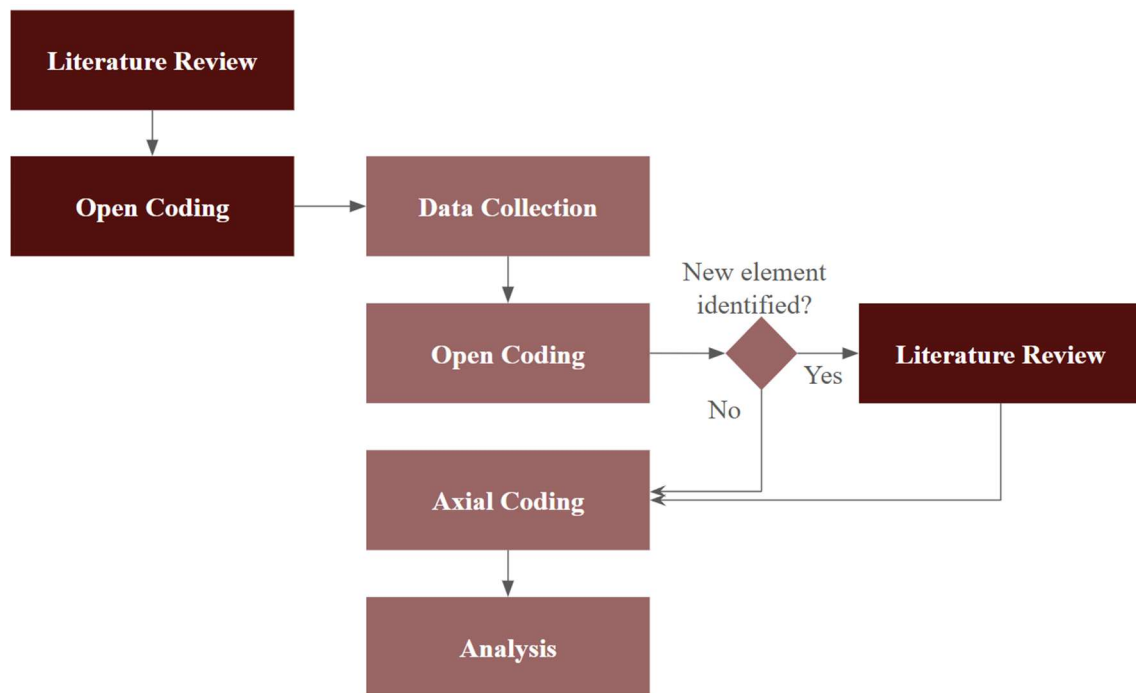 Literature Review
Open Coding
Data Collection
New element
identified?
Open Coding
Yes
Literature Review
No
Axial Coding
Analysis